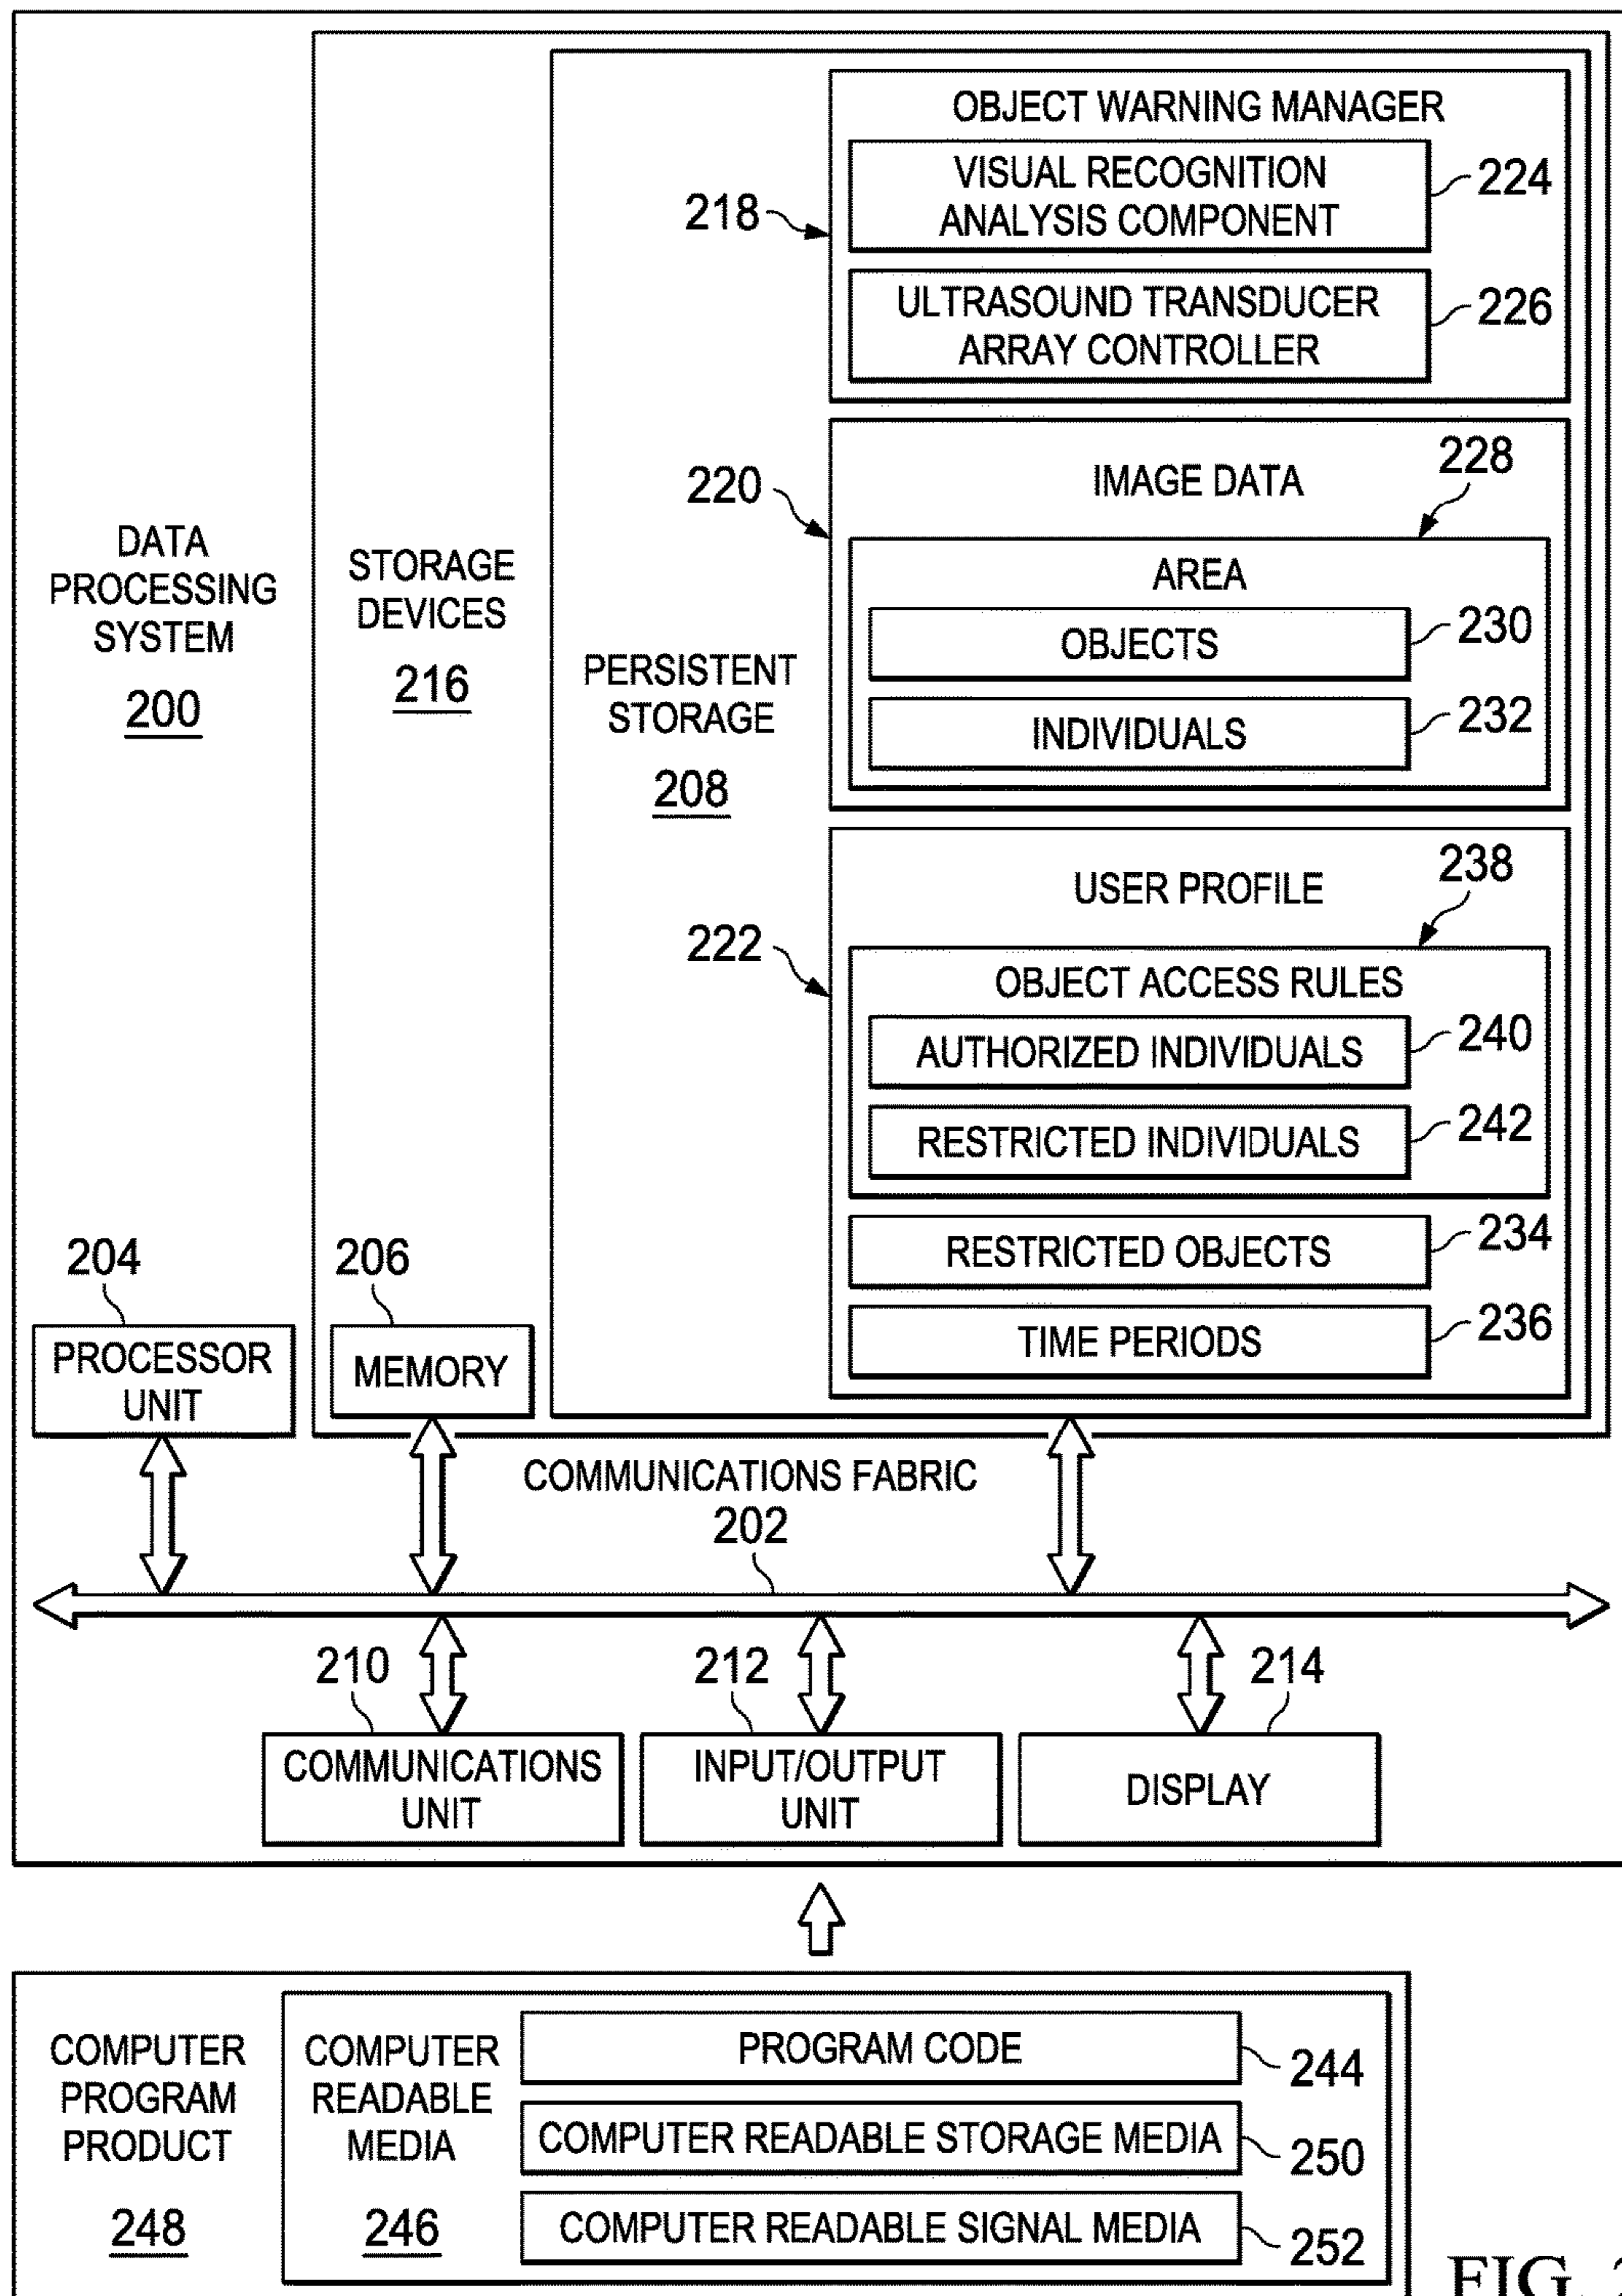 OBJECT WARNING MANAGER
VISUAL RECOGNITION
ANALYSIS COMPONENT
224
218
ULTRASOUND TRANSDUCER
ARRAY CONTROLLER
226
220
IMAGE DATA
228
AREA
OBJECTS
230
INDIVIDUALS
232
DATA
PROCESSING
SYSTEM
200
STORAGE
DEVICES
216
PERSISTENT
STORAGE
208
USER PROFILE
238
222
OBJECT ACCESS RULES
AUTHORIZED INDIVIDUALS
240
RESTRICTED INDIVIDUALS
242
RESTRICTED OBJECTS
234
TIME PERIODS
236
204
PROCESSOR
UNIT
206
MEMORY
COMMUNICATIONS FABRIC
202
210
COMMUNICATIONS
UNIT
212
INPUT/OUTPUT
UNIT
214
DISPLAY
COMPUTER
PROGRAM
PRODUCT
248
COMPUTER
READABLE
MEDIA
246
PROGRAM CODE
244
COMPUTER READABLE STORAGE MEDIA
250
COMPUTER READABLE SIGNAL MEDIA
252
FIG.